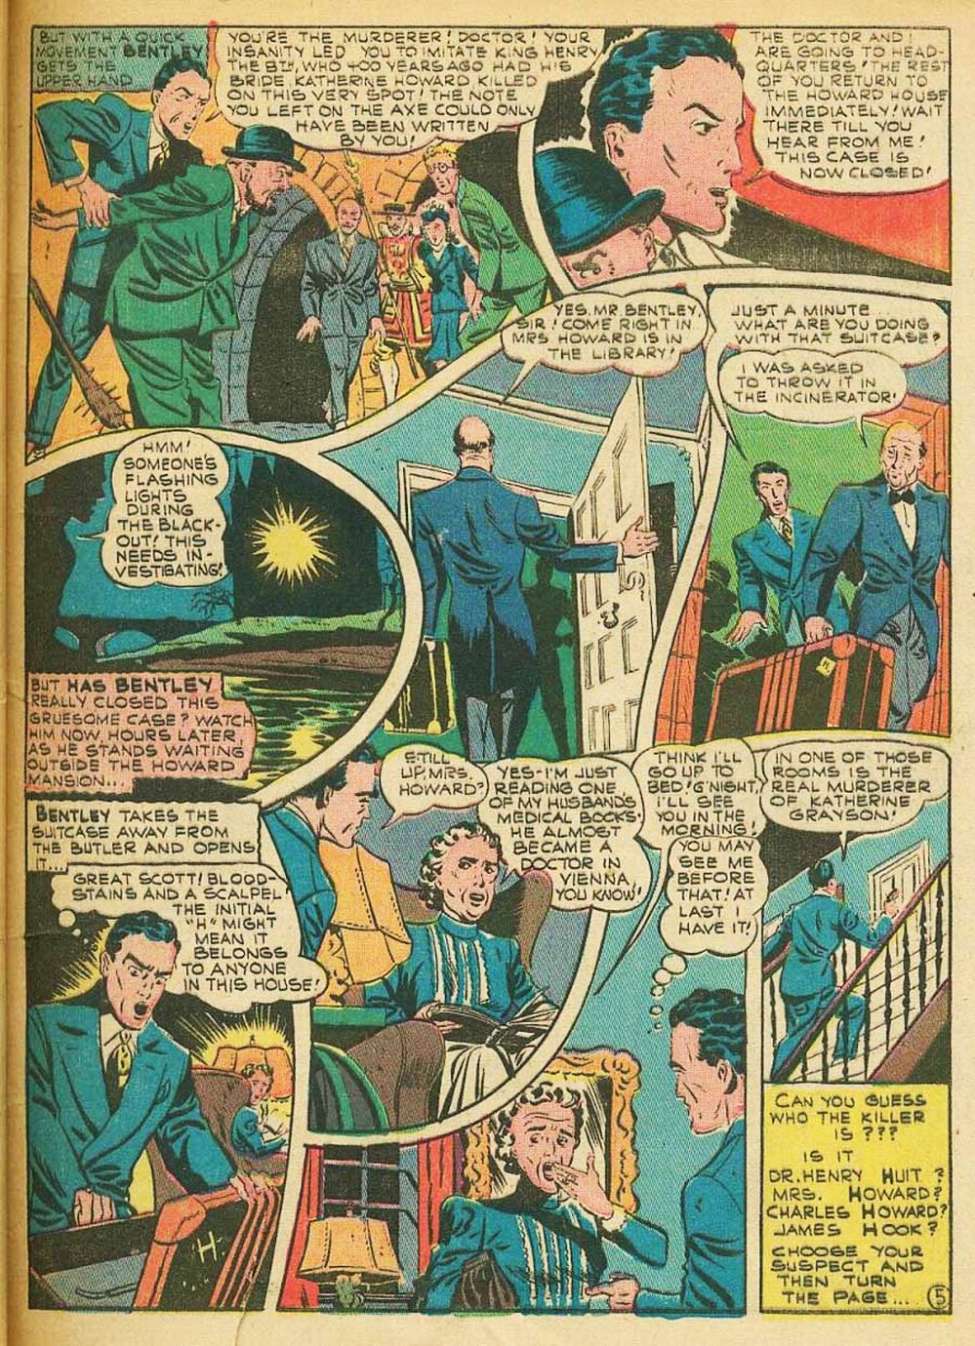 BUT WITH A QUICK
MOVEMENT BENTLEY
GETS THE
UPPER HAND
YOU'RE THE MURDERER! DOCTOR! YOUR
INSANITY LED YOU TO IMITATE KING HENRY
THE 8TH, WHO 400 YEARS AGO HAD HIS
BRIDE KATHERINE HOWARD KILLED
ON THIS VERY SPOT! THE NOTE
YOU LEFT ON THE AXE COULD ONLY
HAVE BEEN WRITTEN
BY YOU!
THE DOCTOR AND I
ARE GOING TO HEAD-
QUARTERS! THE REST
OF YOU RETURN TO
THE HOWARD HOUSE
IMMEDIATELY! WAIT
THERE TILL YOU
HEAR FROM ME!
THIS CASE IS
NOW CLOSED!
HMM!
SOMEONE'S
FLASHING
LIGHTS
DURING
THE BLACK-
OUT! THIS
NEEDS IN-
VESTIBATING!
BUT HAS BENTLEY
REALLY CLOSED THIS
GRUESOME CASE? WATCH
HIM NOW, HOURS LATER,
AS HE STANDS WAITING
OUTSIDE THE HOWARD
MANSION...
YES, MR. BENTLEY,
SIR! COME RIGHT IN
MRS HOWARD IS IN
THE LIBRARY!
JUST A MINUTE
WHAT ARE YOU DOING
WITH THAT SUITCASE?
I WAS ASKED
TO THROW IT IN
THE INCINERATOR!
BENTLEY TAKES THE
SUITCASE AWAY FROM
THE BUTLER AND OPENS
IT...
GREAT SCOTT! BLOOD-
STAINS AND A SCALPEL
THE INITIAL
"H" MIGHT
MEAN IT
BELONGS
TO ANYONE
IN THIS HOUSE!
H
STILL
UP, MRS.
HOWARD?
YES- I'M JUST
READING ONE
OF MY HUSBAND'S
MEDICAL BOOKS.
HE ALMOST
BECAME A
DOCTOR IN
VIENNA,
YOU KNOW!
THINK I'LL
GO UP TO
BED! G'NIGHT,
I'LL SEE
YOU IN THE
MORNING!
YOU MAY
SEE ME
BEFORE
THAT! AT
LAST I
HAVE IT!
IN ONE OF THOSE
ROOMS IS THE
REAL MURDERER
OF KATHERINE
GRAYSON!
CAN YOU GUESS
WHO THE KILLER
IS ???
IS IT
DR. HENRY HUIT ?
MRS. HOWARD?
CHARLES HOWARD?
JAMES HOOK?
CHOOSE YOUR
SUSPECT AND
THEN TURN
THE PAGE...
5